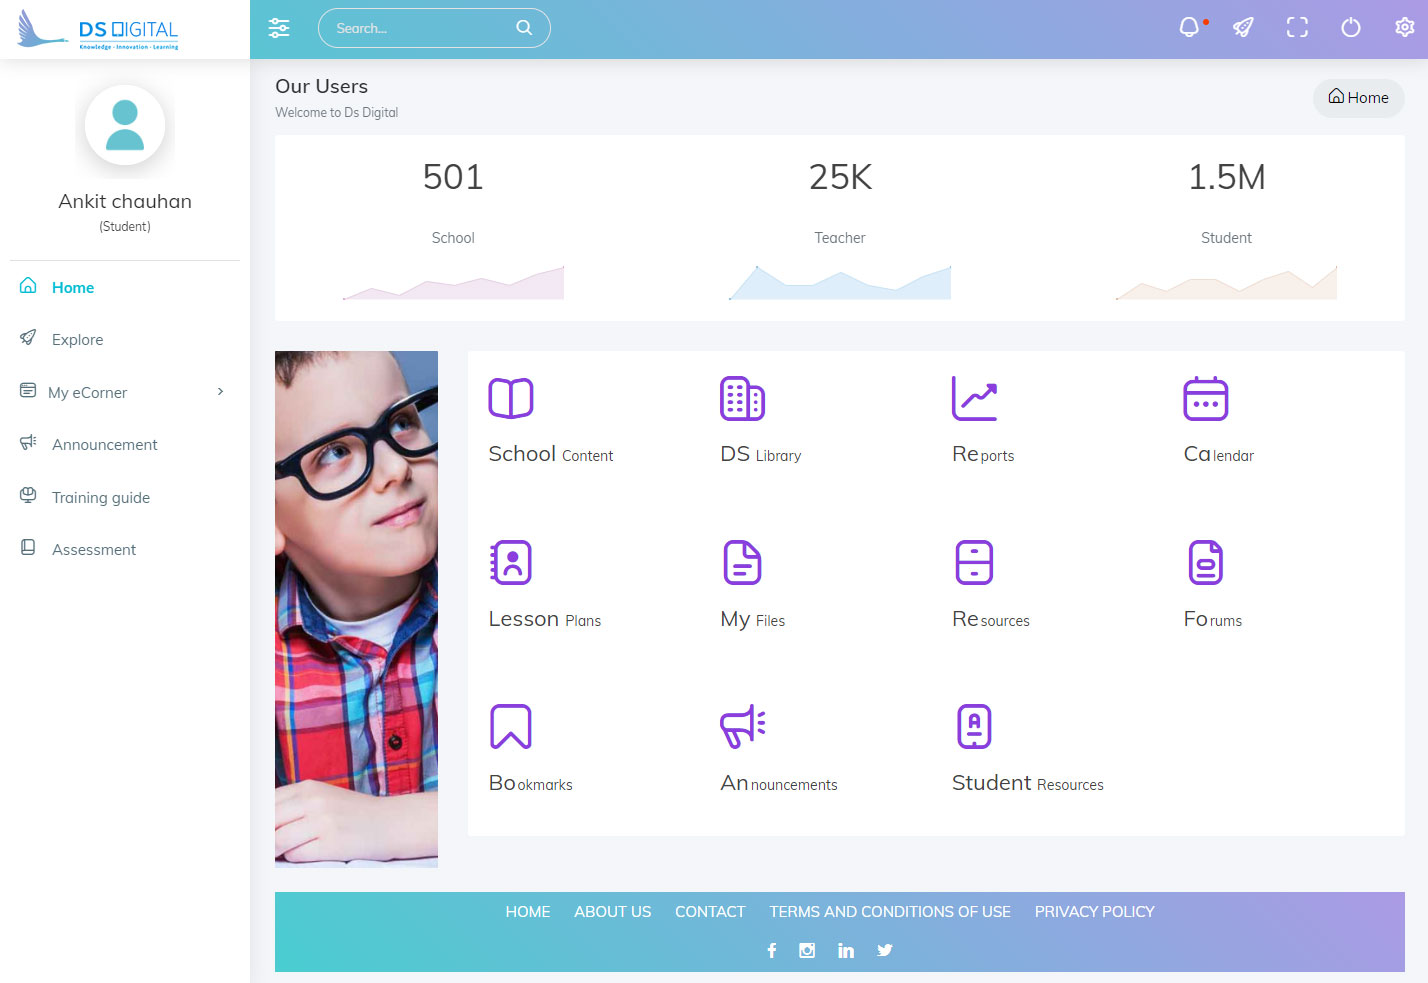 DS DIGITAL
Knowledge - Innovation - Learning
Search...
Ankit chauhan
(Student)
Home
Explore
My eCorner
Announcement
Training guide
Assessment
Our Users
Welcome to Ds Digital
Home
501
25K
1.5M
School
Teacher
Student
School Content
DS Library
Reports
Calendar
Lesson Plans
My Files
Resources
Forums
Bookmarks
Announcements
Student Resources
HOME ABOUT US CONTACT TERMS AND CONDITIONS OF USE PRIVACY POLICY